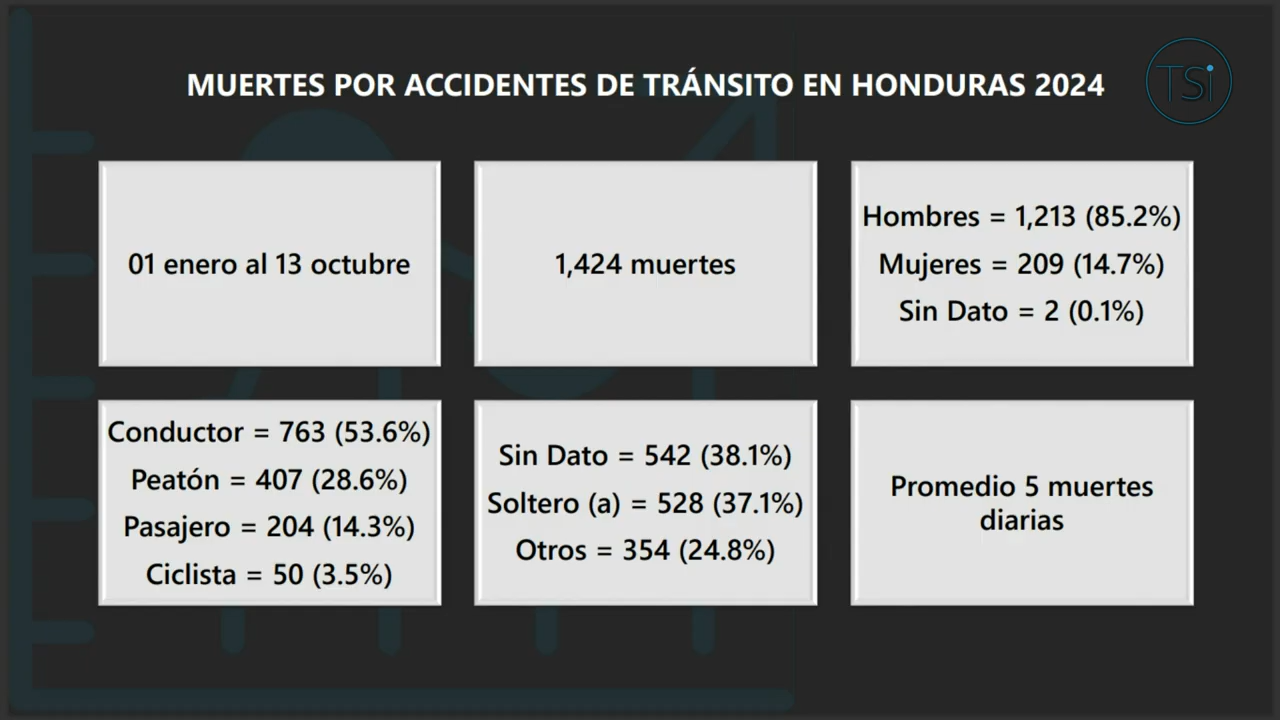 MUERTES POR ACCIDENTES DE TRÁNSITO EN HONDURAS 2024
TSi
01 enero al 13 octubre
1,424 muertes
Hombres = 1,213 (85.2%)
Mujeres = 209 (14.7%)
Sin Dato = 2 (0.1%)
Conductor = 763 (53.6%)
Peatón = 407 (28.6%)
Pasajero = 204 (14.3%)
Ciclista = 50 (3.5%)
Sin Dato = 542 (38.1%)
Soltero (a) = 528 (37.1%)
Otros = 354 (24.8%)
Promedio 5 muertes
diarias